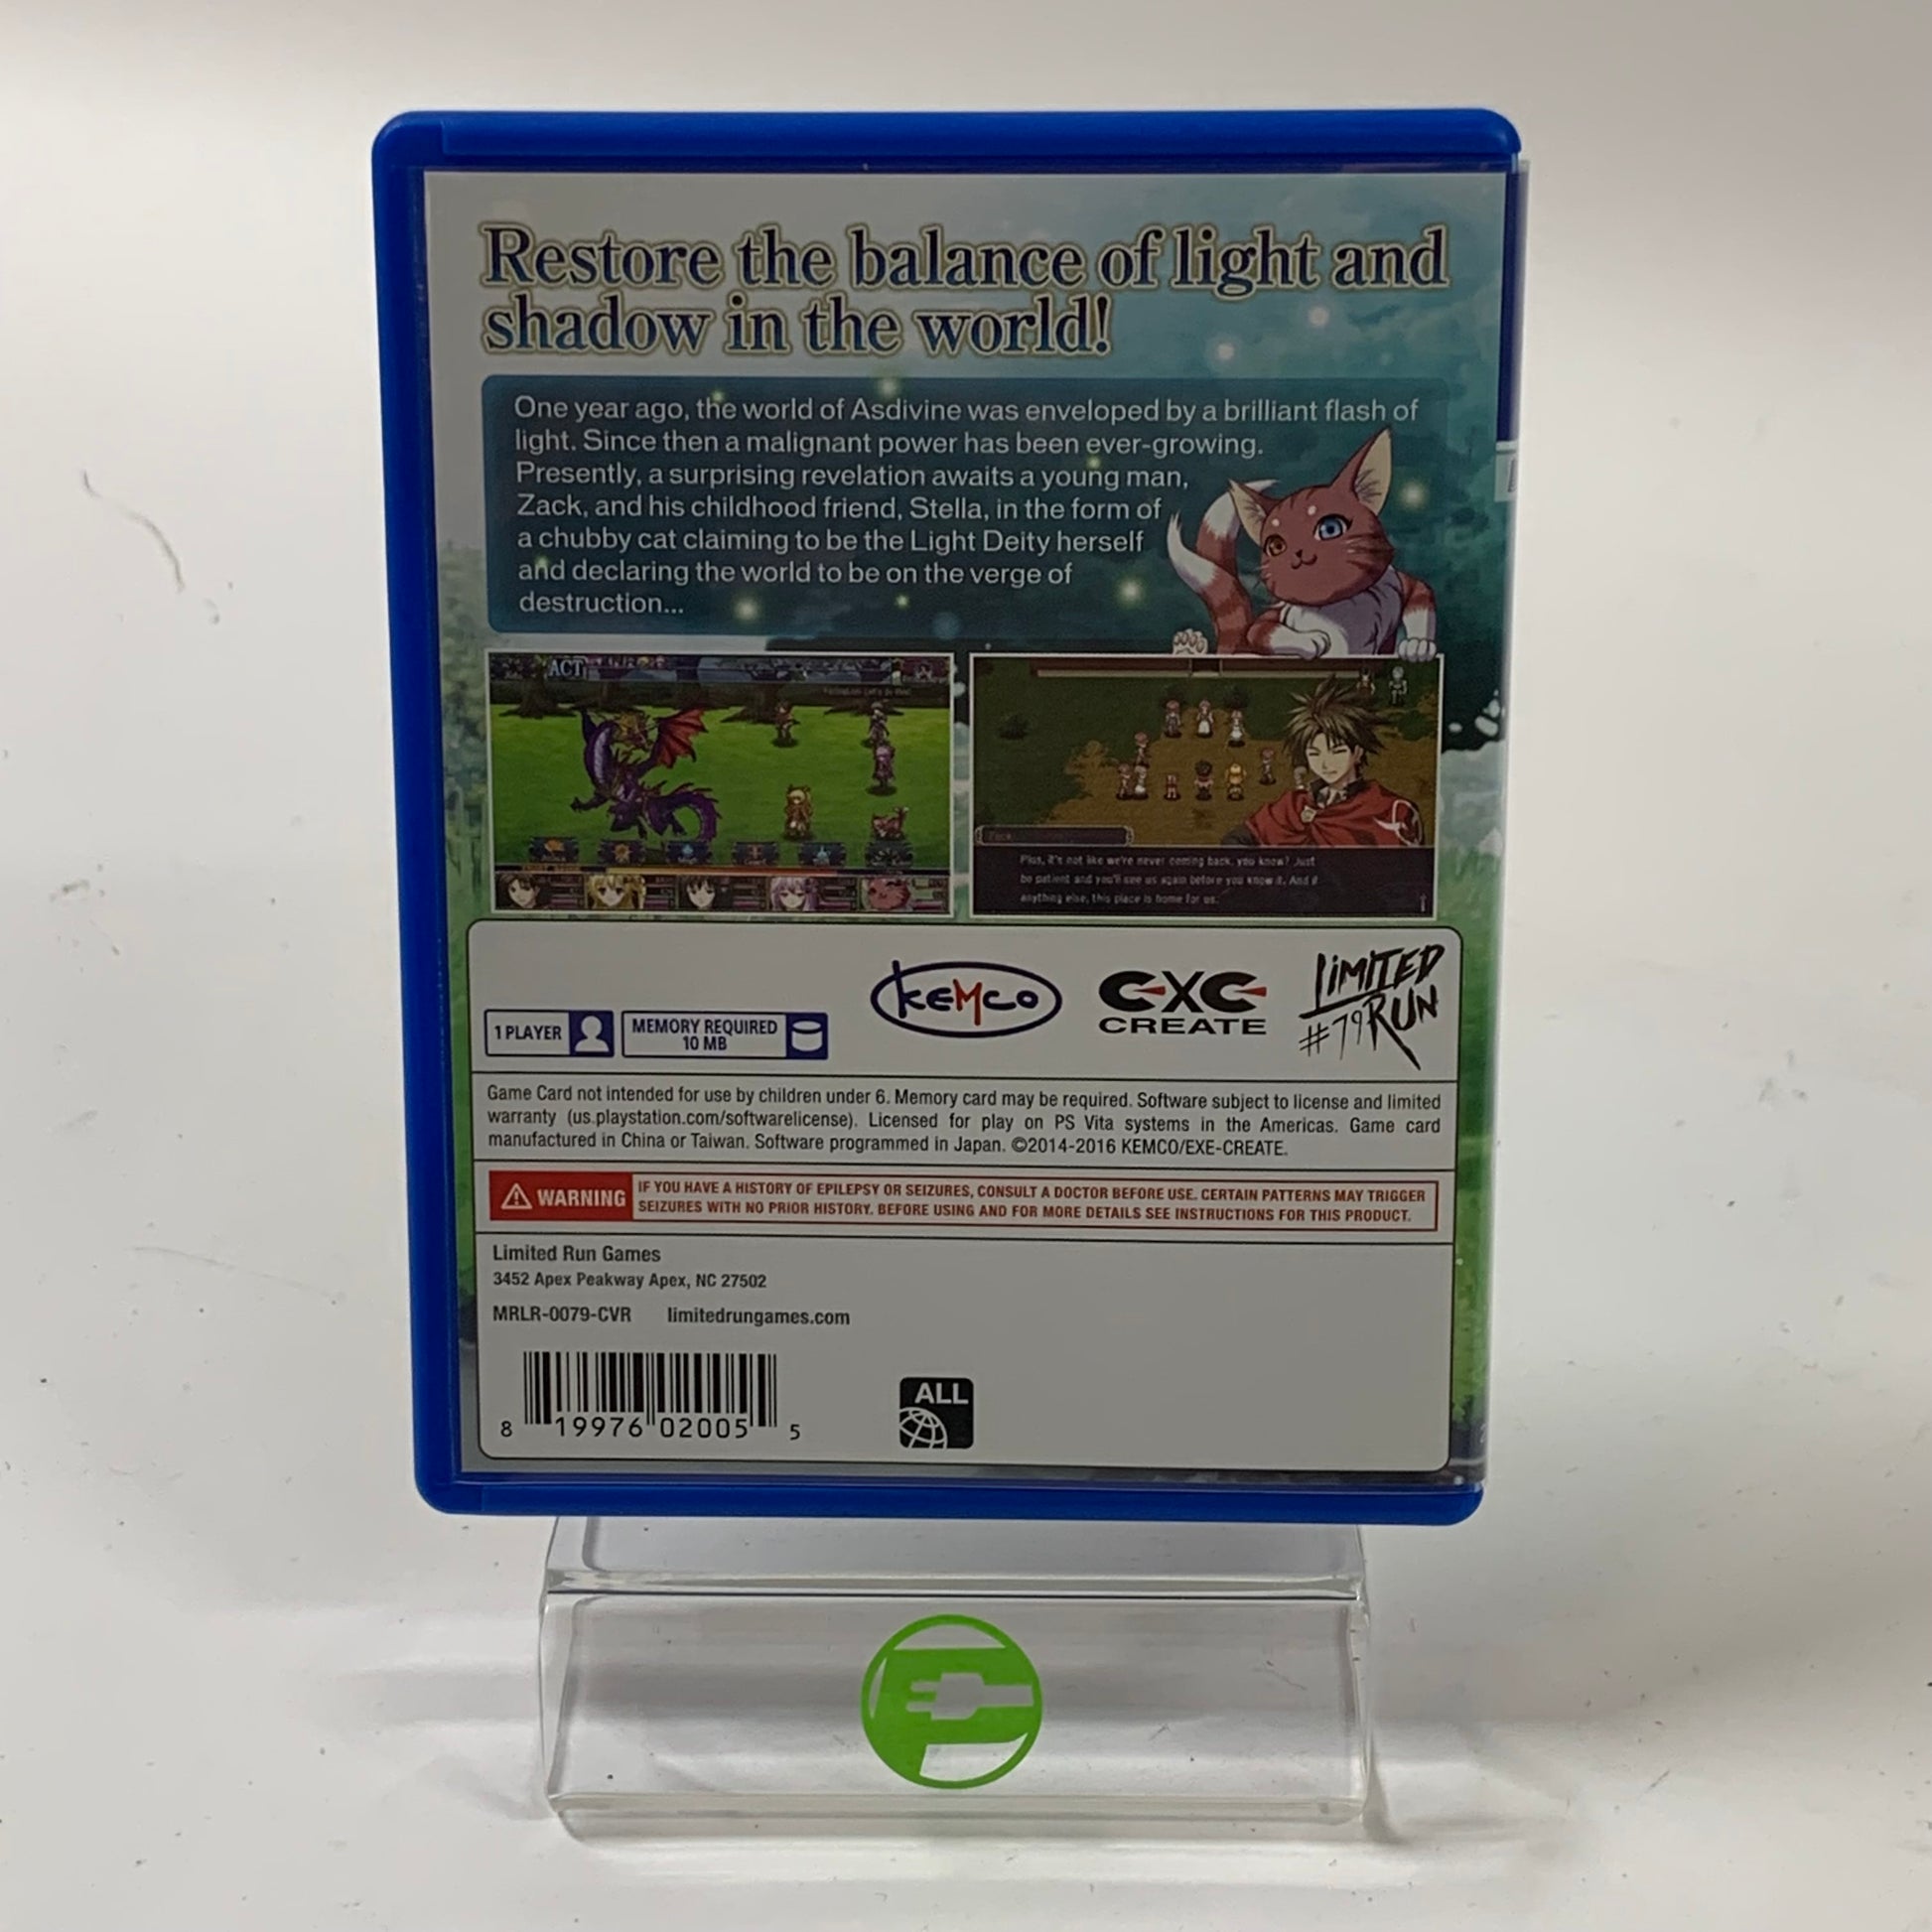 Restore the balance of light and
shadow in the world!
One year ago, the world of Asdivine was enveloped by a brilliant flash of
light. Since then a malignant power has been ever-growing.
Presently, a surprising revelation awaits a young man,
Zack, and his childhood friend, Stella, in the form of
a chubby cat claiming to be the Light Deity herself
and declaring the world to be on the verge of
destruction...
ACT
Zack
Plus, it's not like we're never coming back, you know? Just
be patient and you'll see us again before you know it. And if
anything else, this place is home for us.
1 PLAYER
MEMORY REQUIRED
10 MB
KEMCO
EXE
CREATE
LIMITED
RUN
#79
Game Card not intended for use by children under 6. Memory card may be required. Software subject to license and limited
warranty (us.playstation.com/softwarelicense). Licensed for play on PS Vita systems in the Americas. Game card
manufactured in China or Taiwan. Software programmed in Japan. ©2014-2016 KEMCO/EXE-CREATE.
WARNING
IF YOU HAVE A HISTORY OF EPILEPSY OR SEIZURES, CONSULT A DOCTOR BEFORE USE. CERTAIN PATTERNS MAY TRIGGER
SEIZURES WITH NO PRIOR HISTORY. BEFORE USING AND FOR MORE DETAILS SEE INSTRUCTIONS FOR THIS PRODUCT.
Limited Run Games
3452 Apex Peakway Apex, NC 27502
MRLR-0079-CVR limitedrungames.com
8 19976 02005 5
ALL